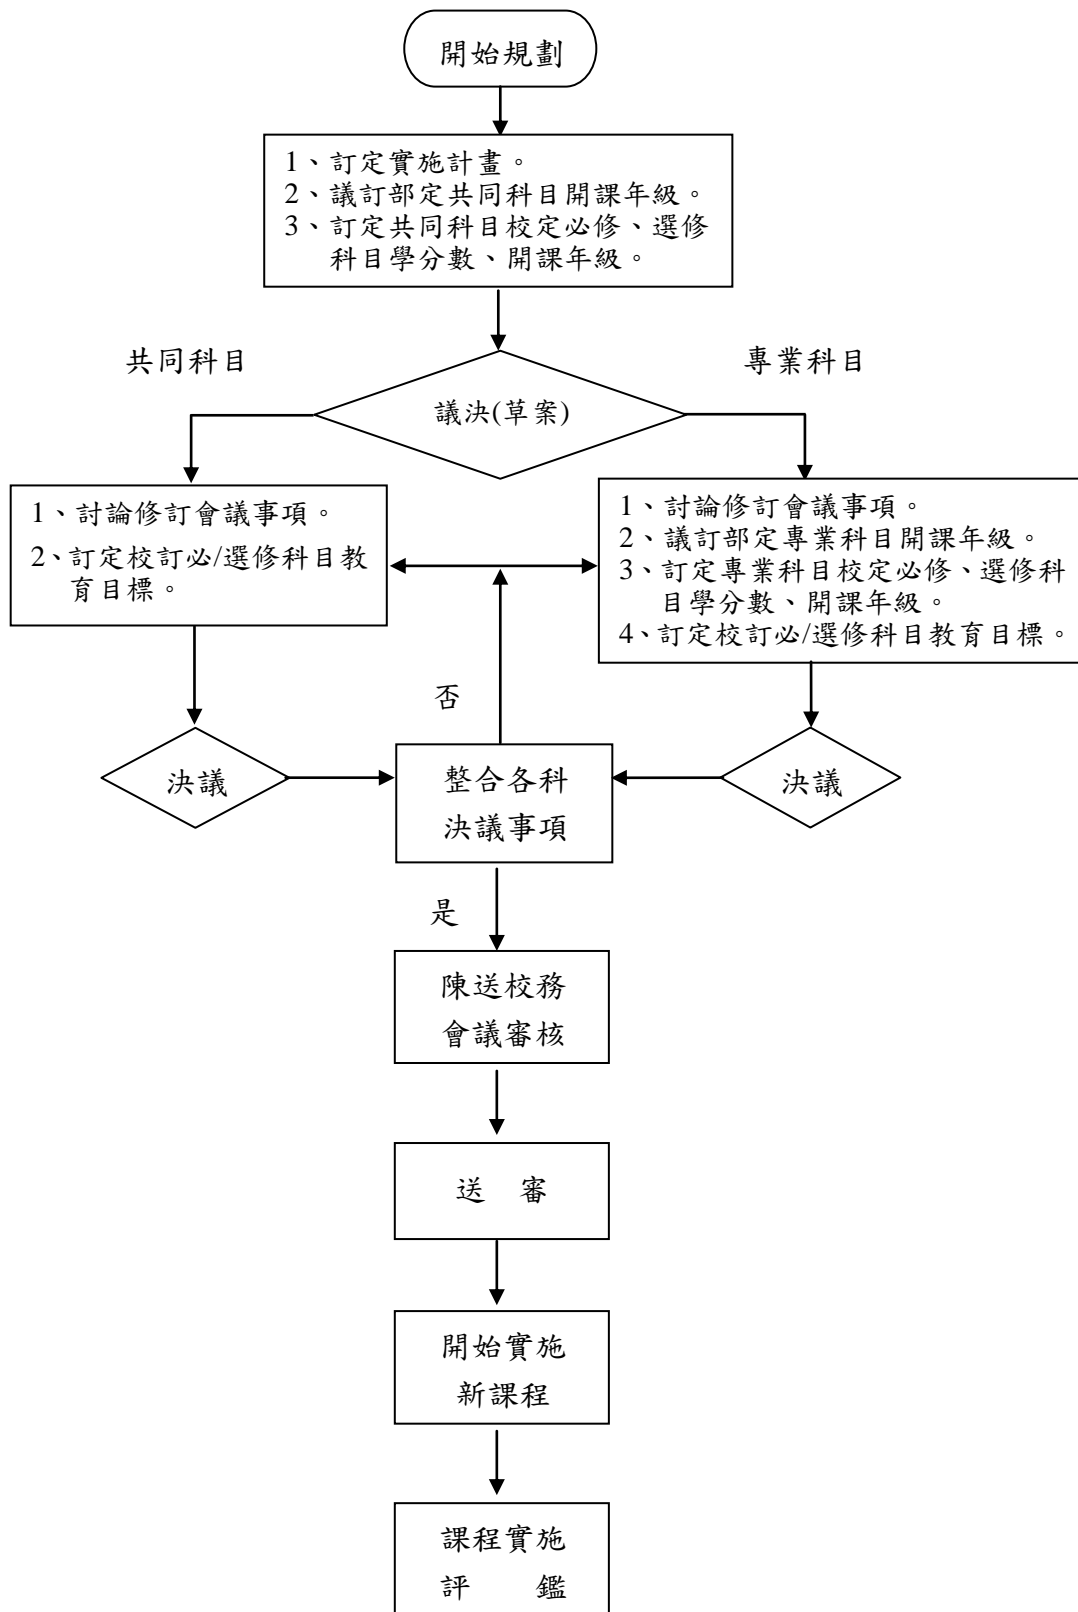 開始規劃
1、訂定實施計畫。
2、議訂部定共同科目開課年級。
3、訂定共同科目校定必修、選修
科目學分數、開課年級。
共同科目
專業科目
議決(草案)
1、討論修訂會議事項。
2、訂定校訂必/選修科目教
育目標。
1、討論修訂會議事項。
2、議訂部定專業科目開課年級。
3、訂定專業科目校定必修、選修科
目學分數、開課年級。
4、訂定校訂必/選修科目教育目標。
否
決議
整合各科
決議事項
決議
是
陳送校務
會議審核
送　審
開始實施
新課程
課程實施
評　　鑑